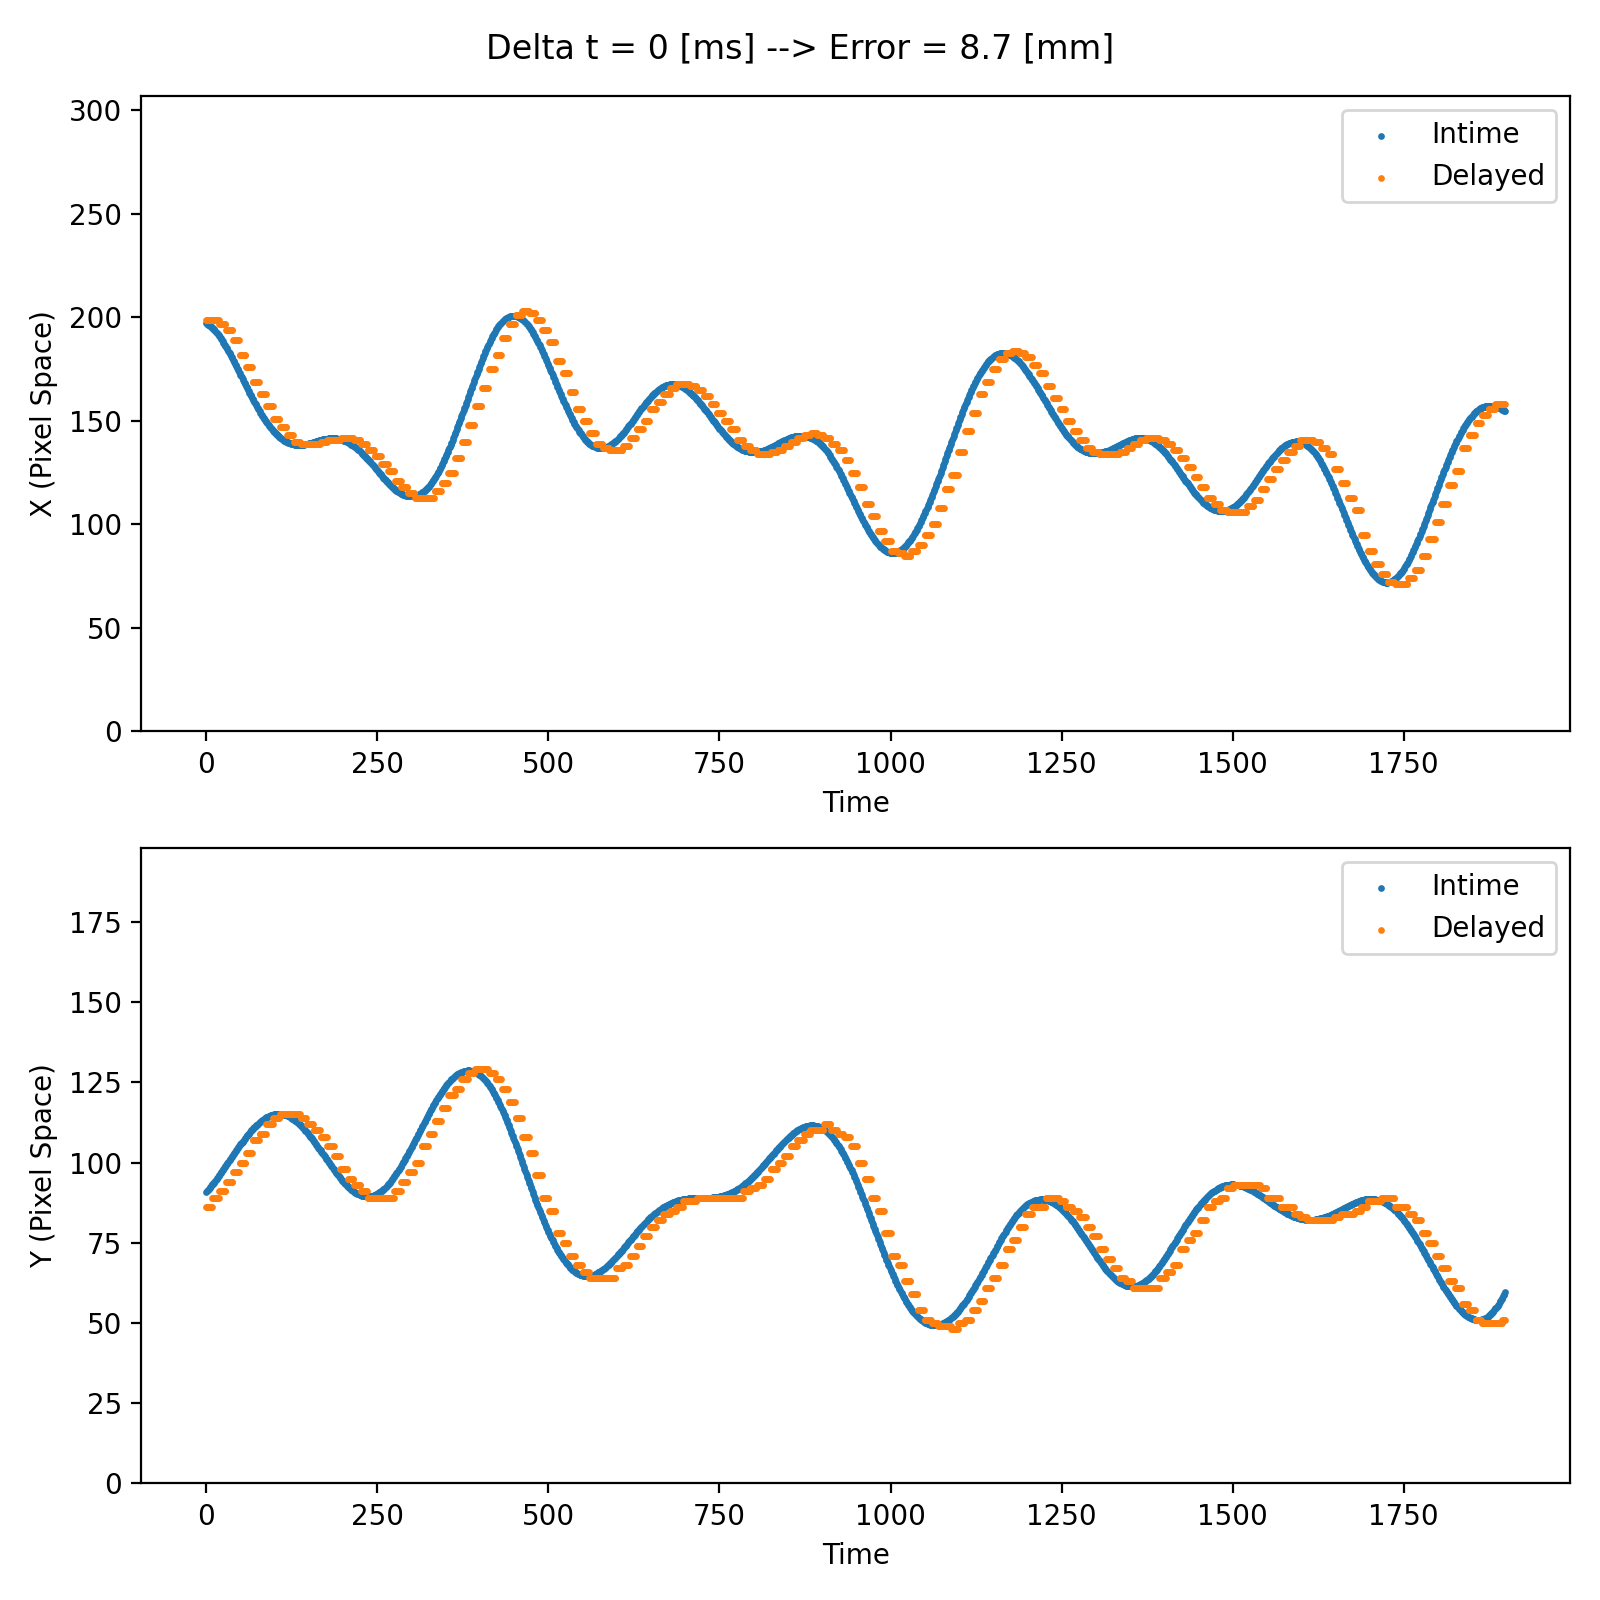 Delta t = 0 [ms] --> Error = 8.7 [mm]
300
250
200
150
100
50
0
X (Pixel Space)
Intime
Delayed
0 250 500 750 1000 1250 1500 1750
Time
175
150
125
100
75
50
25
0
Y (Pixel Space)
Intime
Delayed
0 250 500 750 1000 1250 1500 1750
Time